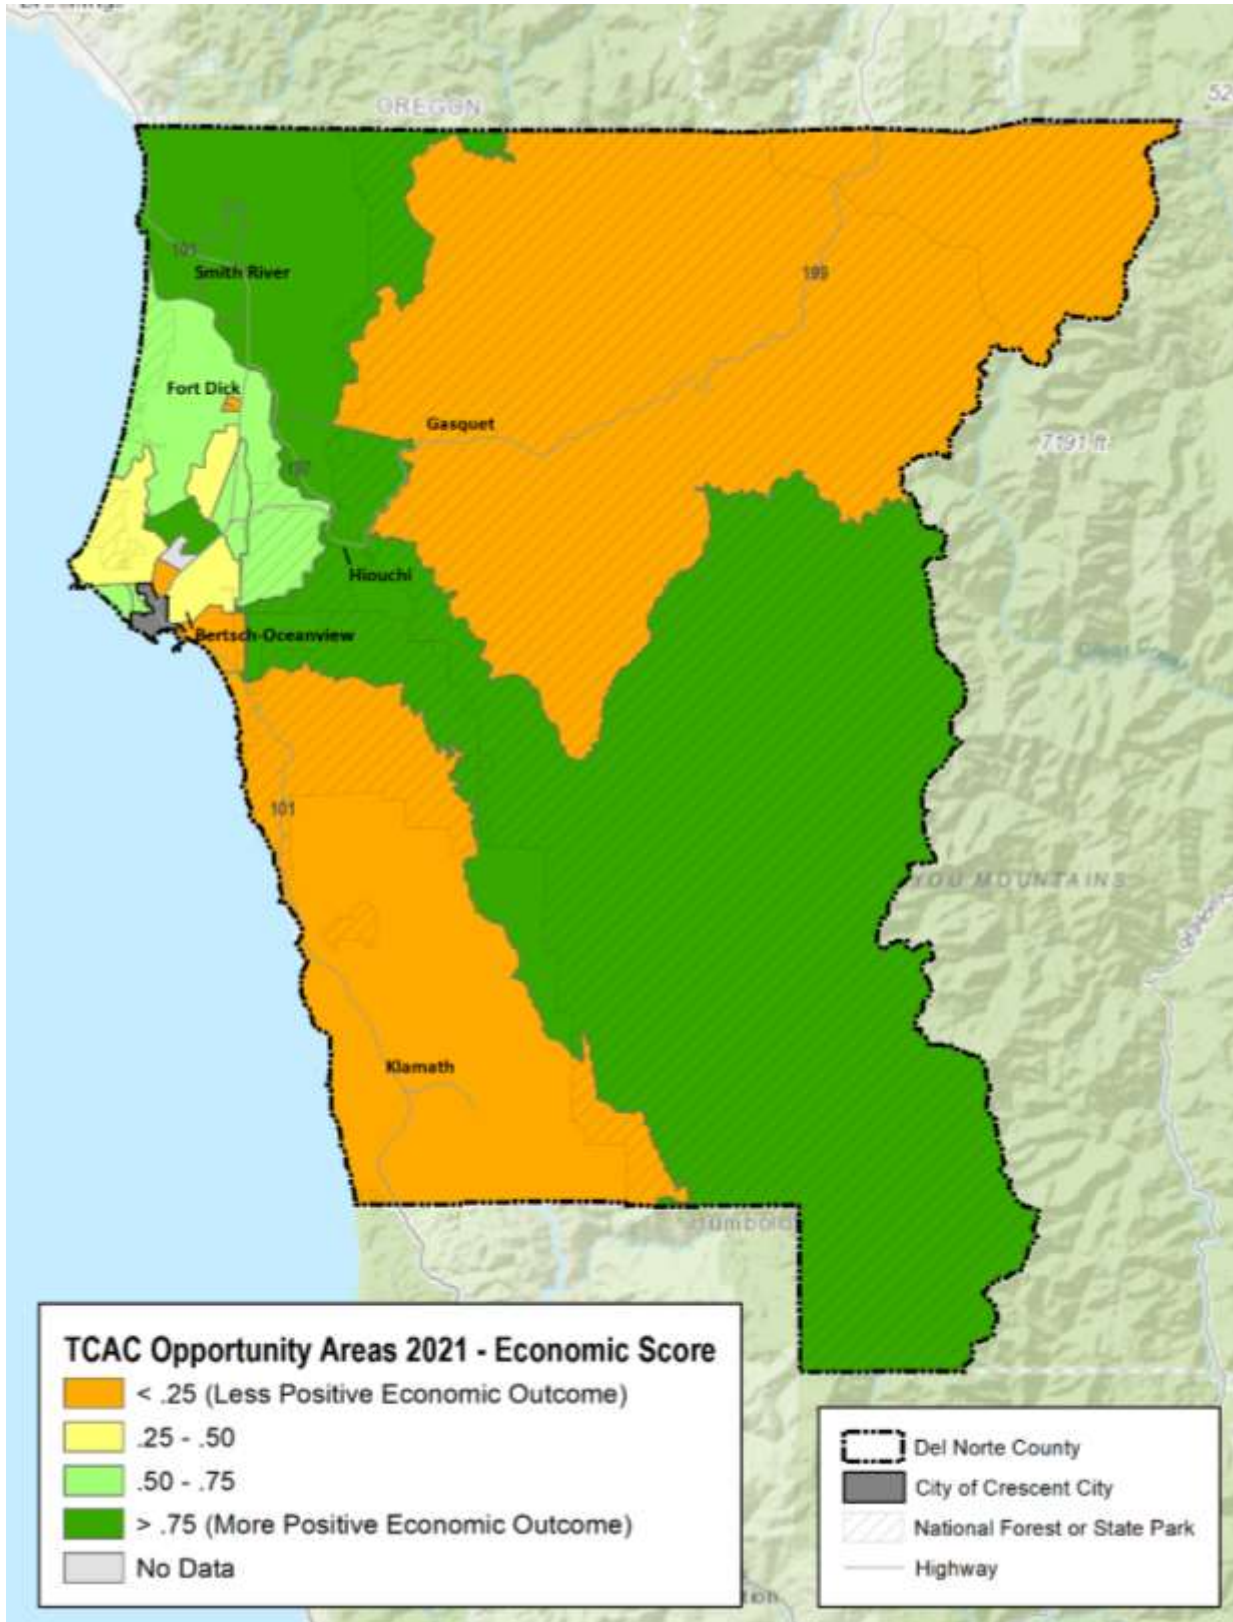 OREGON
101
Smith River
199
Fort Dick
Gasquet
7191 ft
197
Hiouchi
Bertsch-Oceanview
101
YOU MOUNTAINS
Klamath
Humbold
TCAC Opportunity Areas 2021 - Economic Score
< .25 (Less Positive Economic Outcome)
.25 - .50
.50 - .75
> .75 (More Positive Economic Outcome)
No Data
Del Norte County
City of Crescent City
National Forest or State Park
Highway